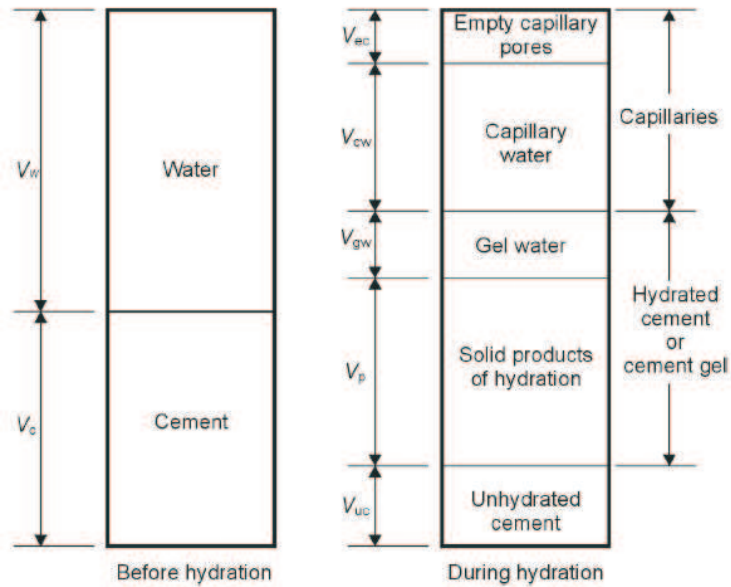 Vw
Water
Vc
Cement
Before hydration
Vec
Empty capillary
pores
Vcw
Capillary
water
Capillaries
Vgw
Gel water
Vp
Solid products
of hydration
Hydrated
cement
or
cement gel
Vuc
Unhydrated
cement
During hydration